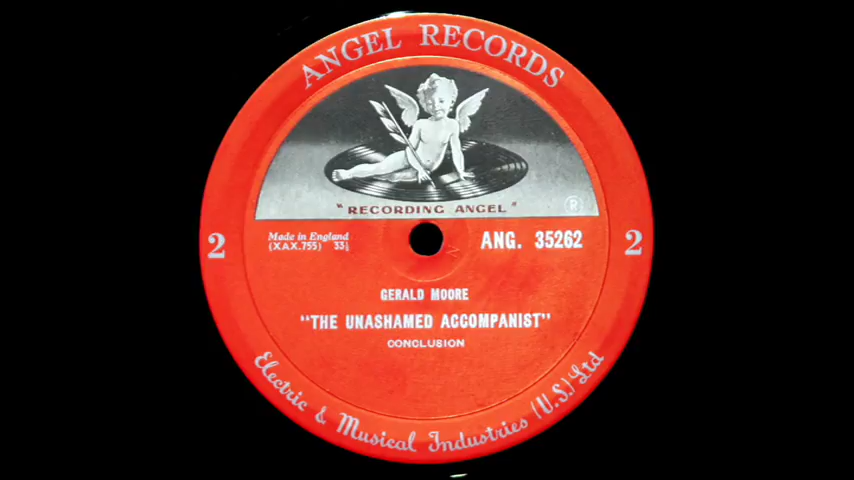 ANGEL RECORDS
"RECORDING ANGEL"
®
Made in England
(XAX.755) 33⅓
ANG. 35262
2
2
GERALD MOORE
"THE UNASHAMED ACCOMPANIST"
CONCLUSION
Electric & Musical Industries (U.S.) Ltd